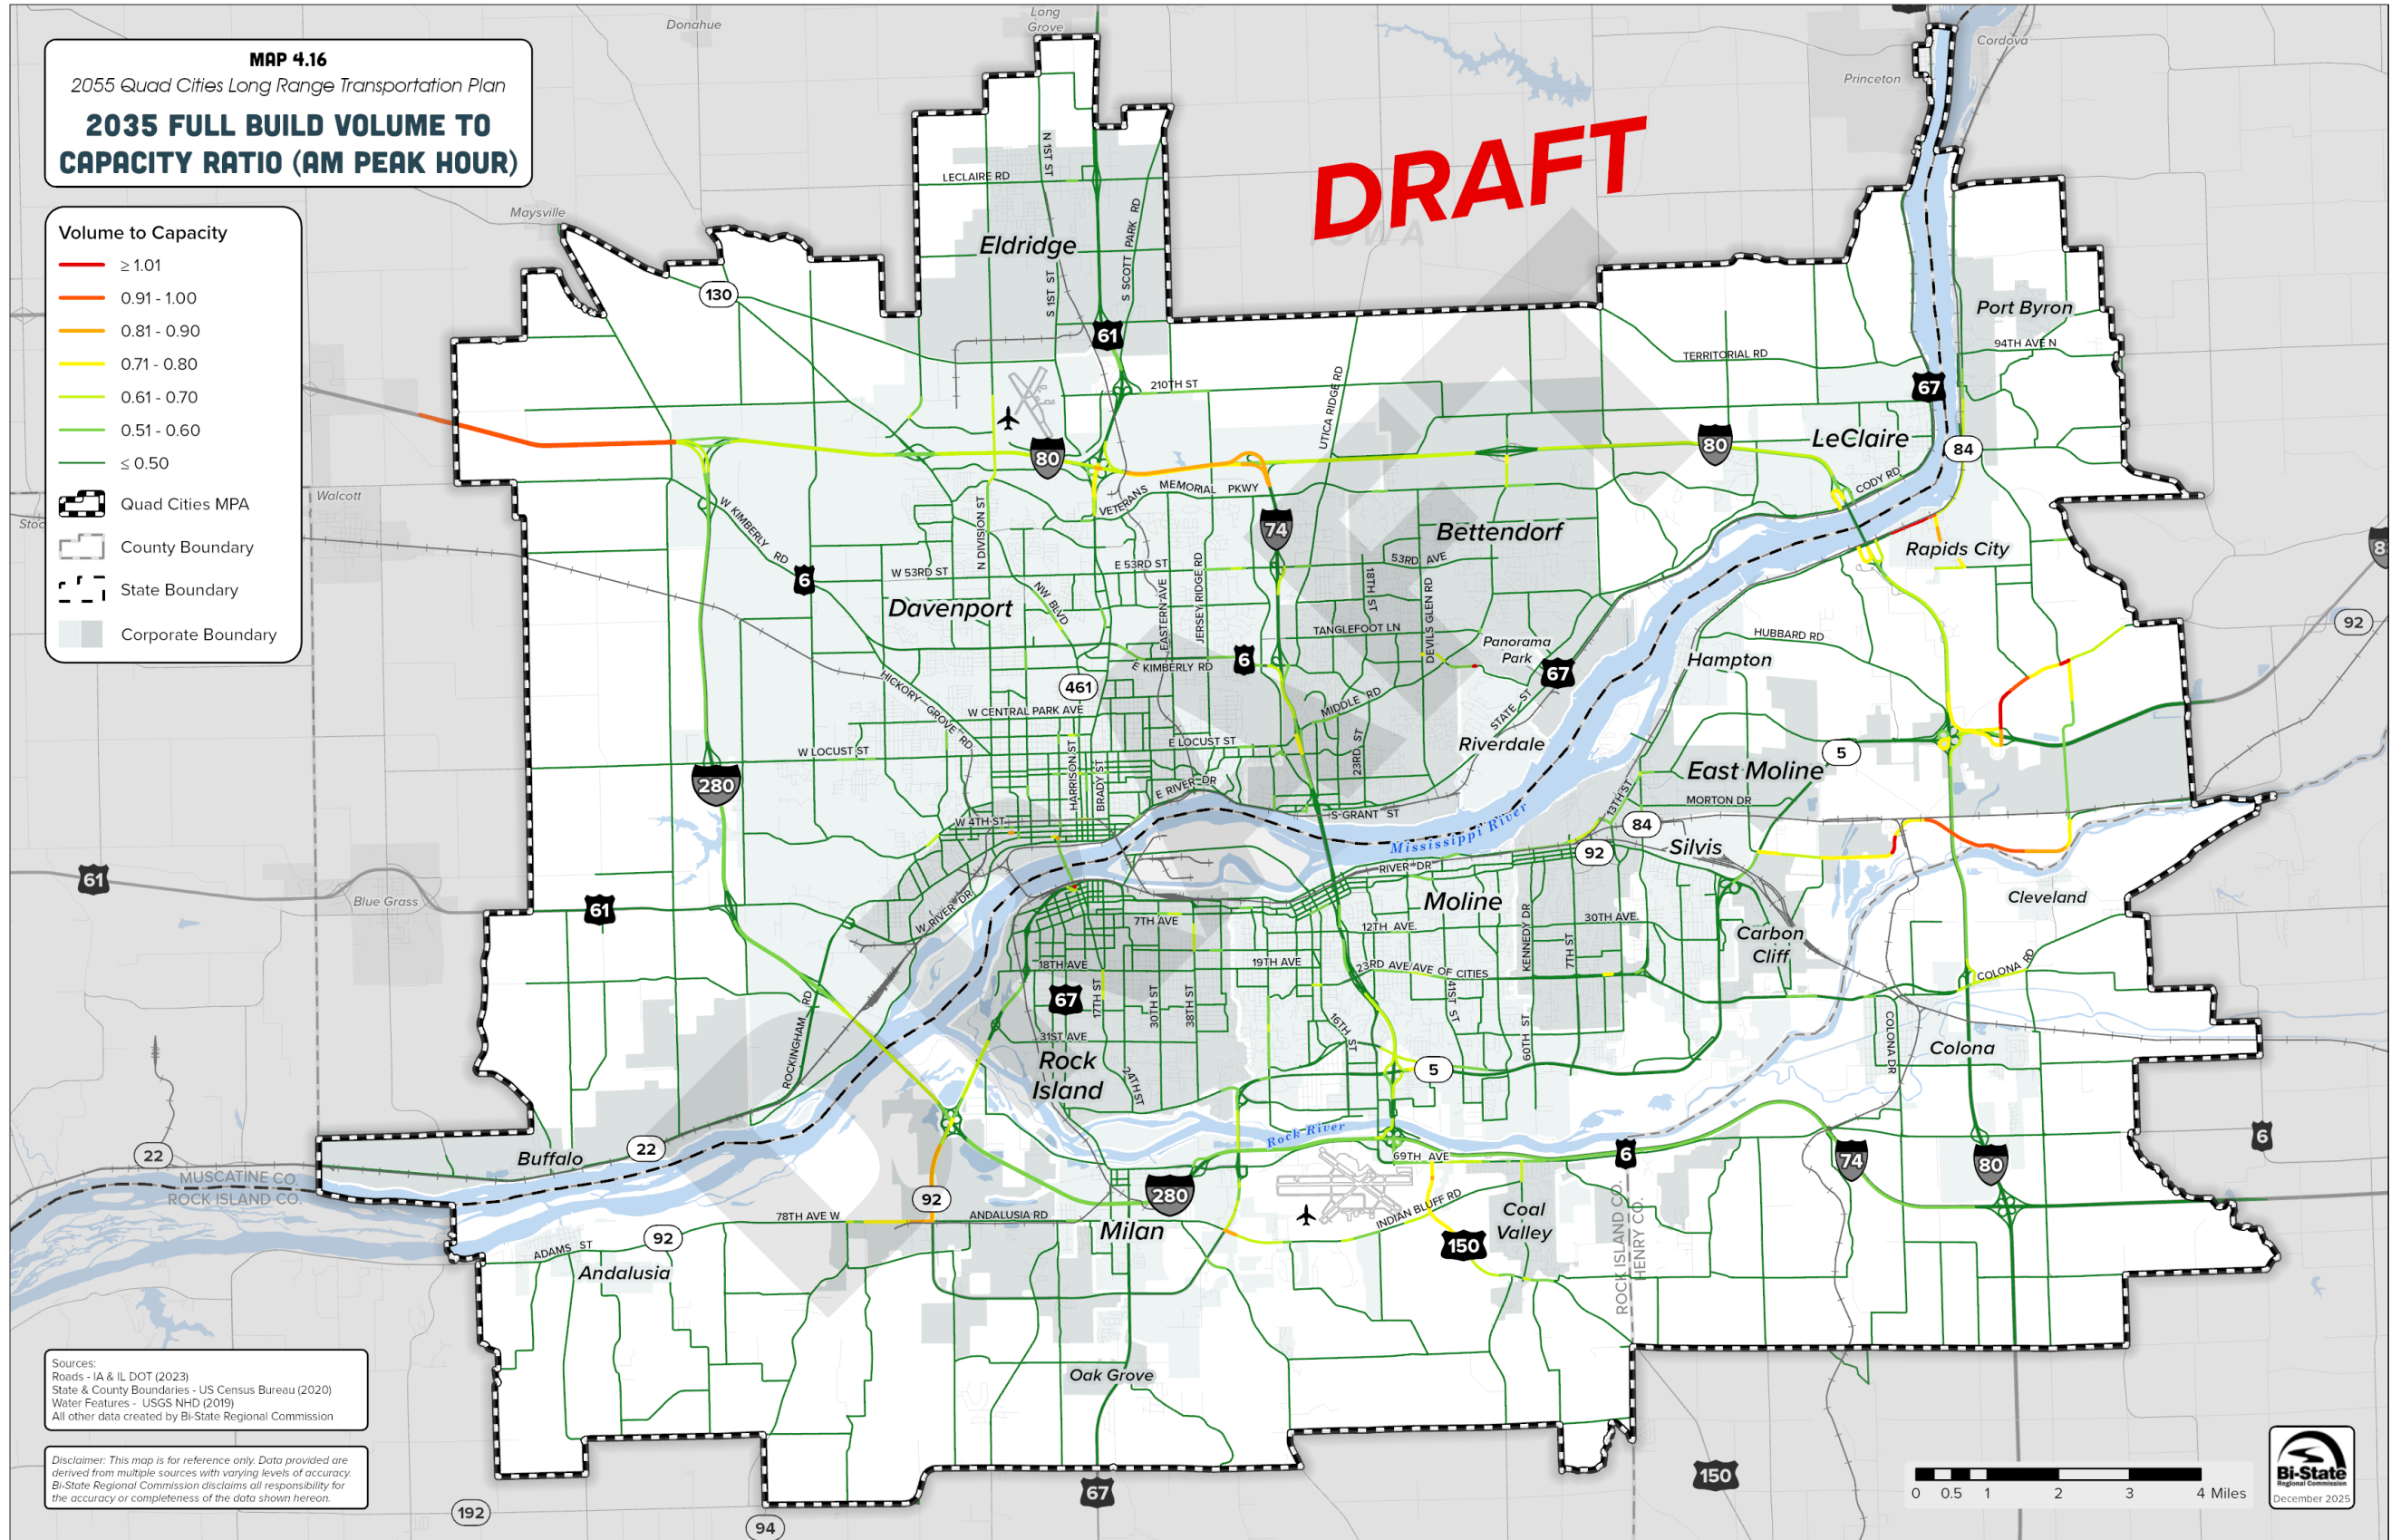 MAP 4.16
2055 Quad Cities Long Range Transportation Plan
2035 FULL BUILD VOLUME TO
CAPACITY RATIO (AM PEAK HOUR)
Volume to Capacity
≥ 1.01
0.91 - 1.00
0.81 - 0.90
0.71 - 0.80
0.61 - 0.70
0.51 - 0.60
≤ 0.50
Quad Cities MPA
County Boundary
State Boundary
Corporate Boundary
DRAFT
IOWA
Donahue
Long
Grove
Cordova
Princeton
Maysville
N 1ST ST
LECLAIRE RD
S SCOTT PARK RD
Eldridge
S 1ST ST
130
61
Port Byron
94TH AVE N
TERRITORIAL RD
67
210TH ST
UTICA RIDGE RD
80
80
LeClaire
84
CODY RD
Walcott
Stoc
W KIMBERLY RD
N DIVISION ST
VETERANS MEMORIAL PKWY
74
Bettendorf
Rapids City
8
53RD AVE
W 53RD ST
E 53RD ST
6
NW BLVD
EASTERN AVE
JERSEY RIDGE RD
18TH ST
DEVILS GLEN RD
Davenport
TANGLEFOOT LN
HUBBARD RD
92
Panorama
Park
6
E KIMBERLY RD
67
Hampton
461
HICKORY GROVE RD
MIDDLE RD
STATE ST
W CENTRAL PARK AVE
W LOCUST ST
E LOCUST ST
23RD ST
Riverdale
5
280
HARRISON ST
BRADY ST
E RIVER DR
East Moline
13TH ST
MORTON DR
W 4TH ST
S GRANT ST
Mississippi River
84
92
Silvis
RIVER DR
61
61
Blue Grass
W RIVER DR
7TH AVE
Moline
12TH AVE
KENNEDY DR
30TH AVE
7TH ST
Carbon
Cliff
Cleveland
18TH AVE
19TH AVE
23RD AVE/AVE OF CITIES
COLONA RD
67
17TH ST
30TH ST
38TH ST
41ST ST
ROCKINGHAM RD
31ST AVE
16TH ST
60TH ST
COLONA DR
Colona
Rock
Island
24TH ST
5
Rock River
6
22
Buffalo
22
69TH AVE
6
74
80
MUSCATINE CO.
ROCK ISLAND CO.
92
280
INDIAN BLUFF RD
Coal
Valley
78TH AVE W
ANDALUSIA RD
Milan
150
ROCK ISLAND CO.
HENRY CO.
92
ADAMS ST
Andalusia
Oak Grove
Sources:
Roads - IA & IL DOT (2023)
State & County Boundaries - US Census Bureau (2020)
Water Features - USGS NHD (2019)
All other data created by Bi-State Regional Commission
Disclaimer: This map is for reference only. Data provided are
derived from multiple sources with varying levels of accuracy.
Bi-State Regional Commission disclaims all responsibility for
the accuracy or completeness of the data shown hereon.
192
94
67
150
0 0.5 1 2 3 4 Miles
Bi-State
Regional Commission
December 2025